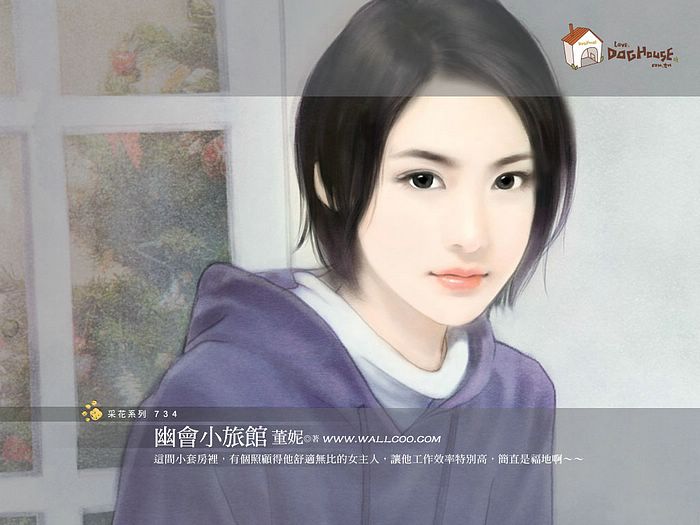 Love.
DOGHOUSE
com.tw
采花系列 734
幽會小旅館 董妮◎著 WWW.WALLCOO.COM
這間小套房裡，有個照顧得他舒適無比的女主人，讓他工作效率特別高，簡直是福地啊～～